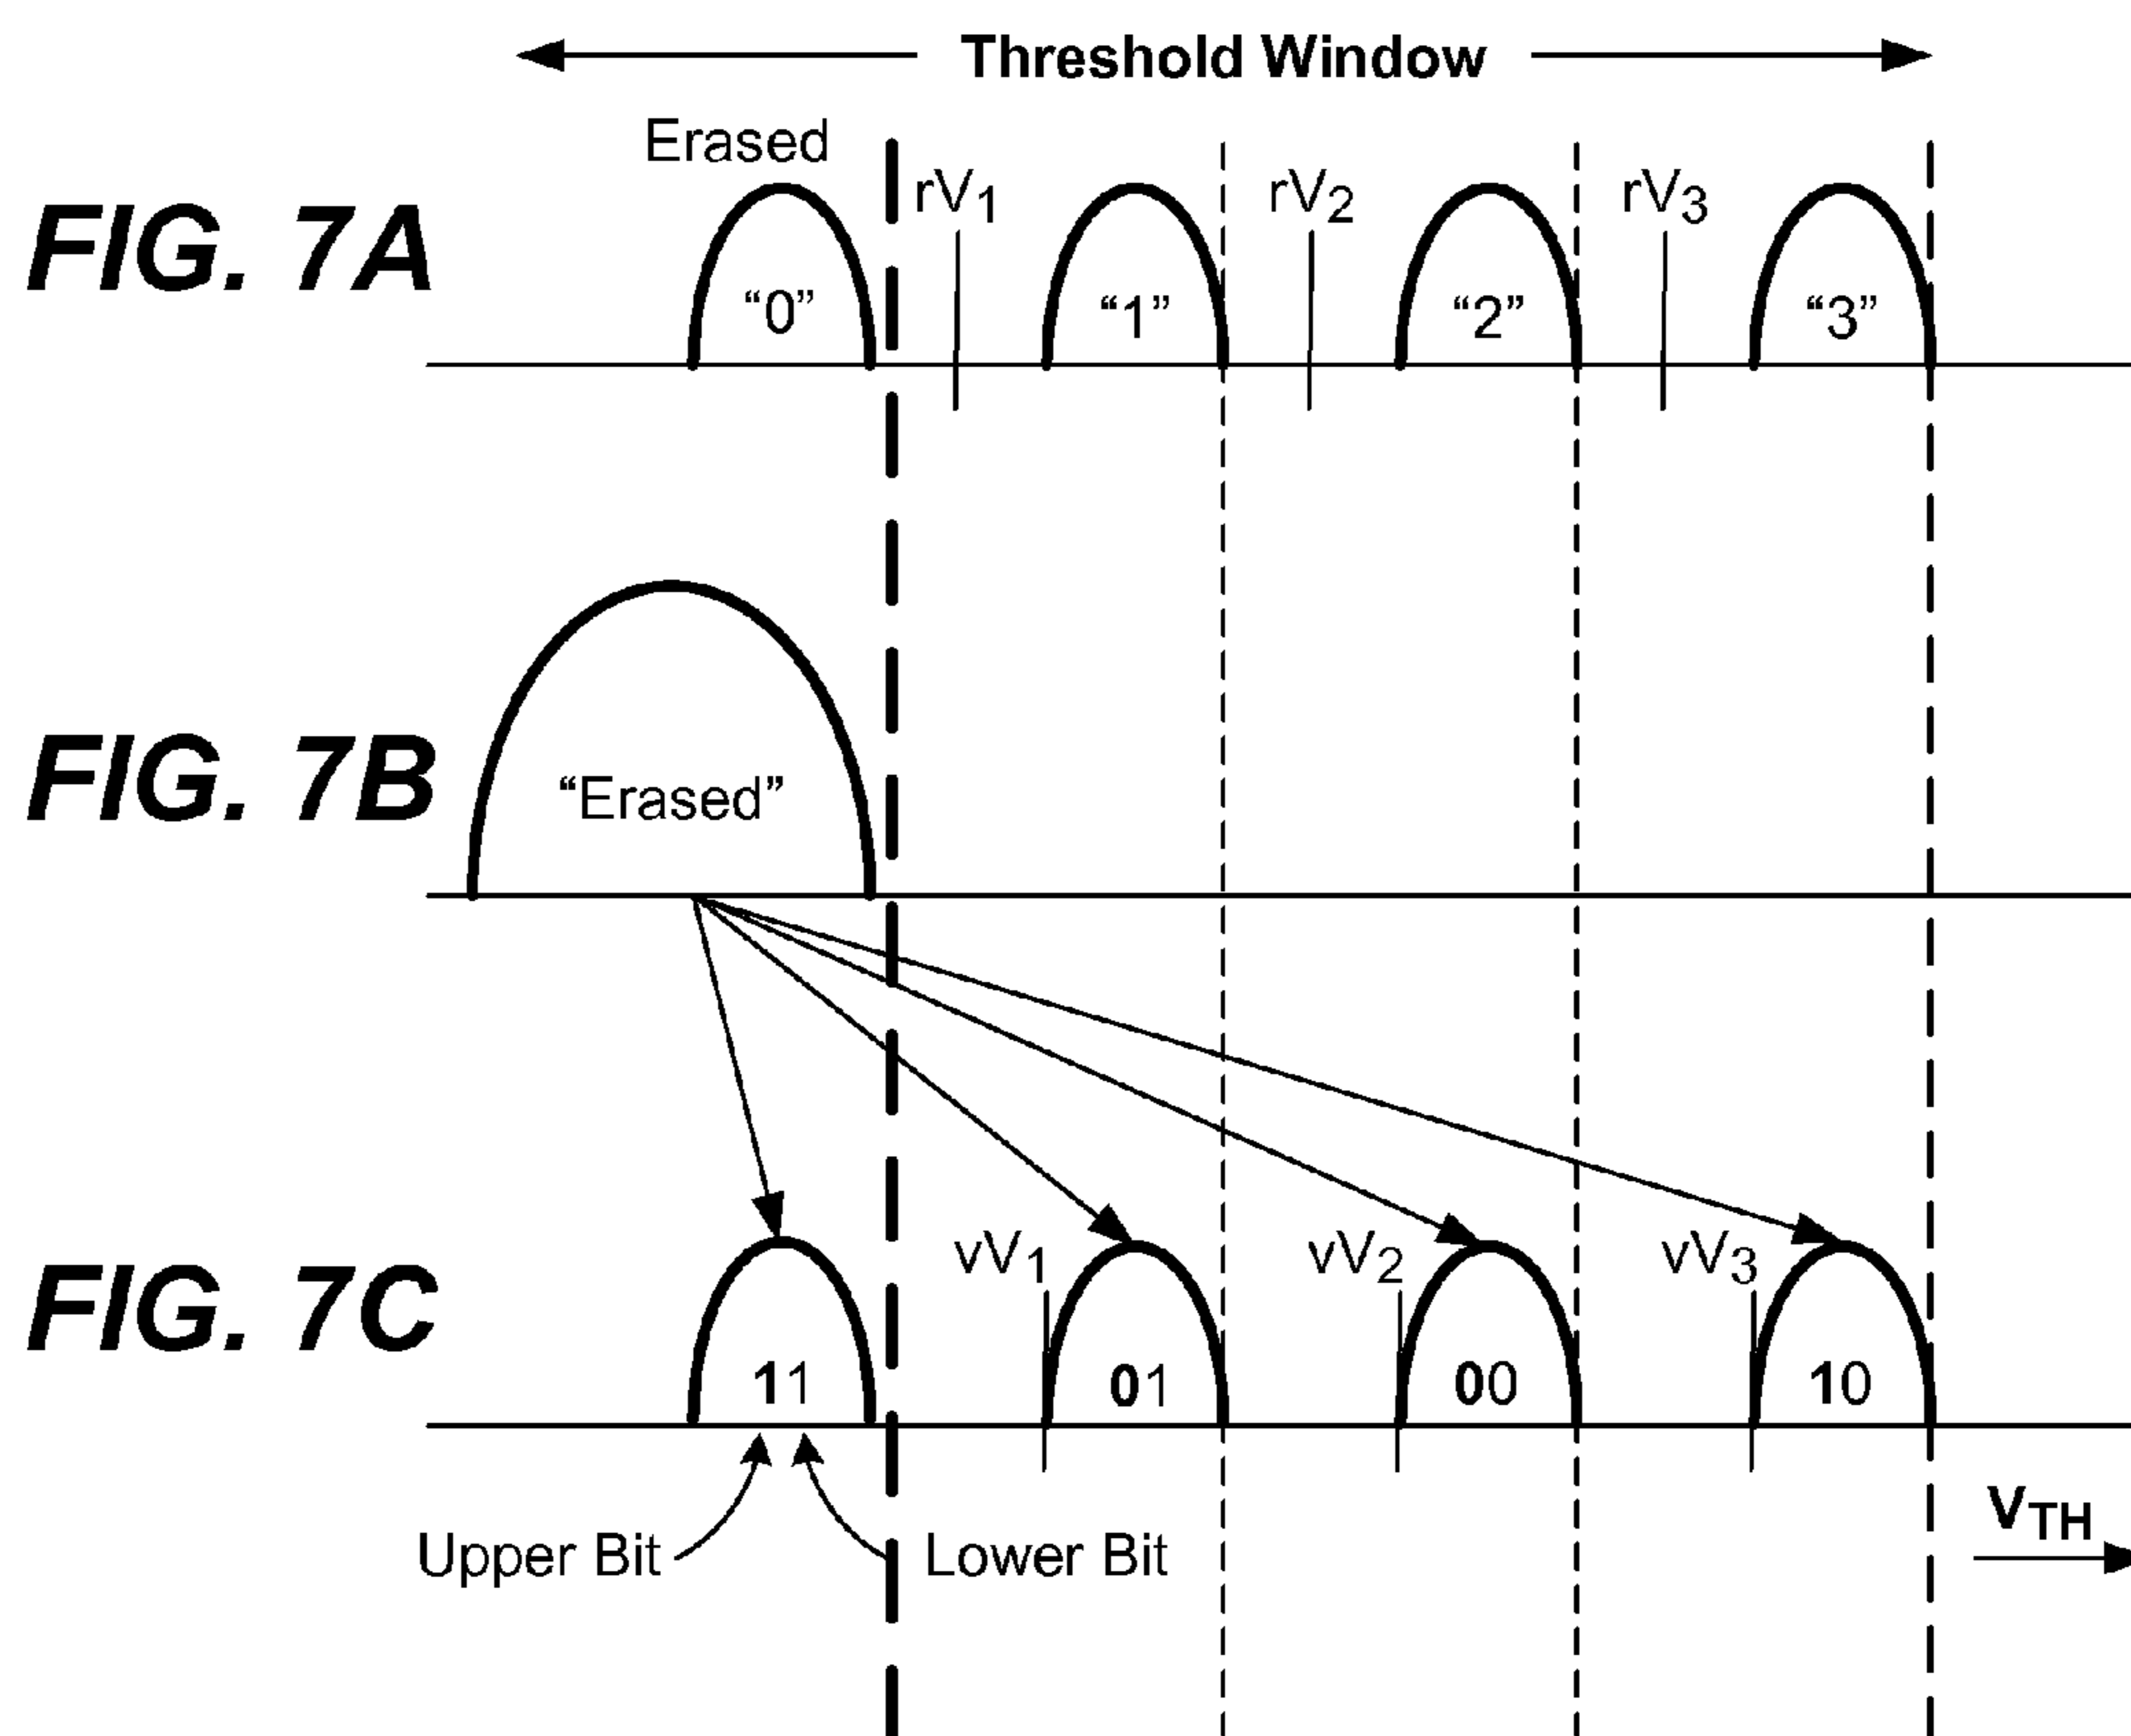 Threshold Window
Erased
rV1 rV2 rV3
FIG. 7A
“0” “1” “2” “3”
FIG. 7B
“Erased”
vV1 vV2 vV3
FIG. 7C
11 01 00 10
VTH
Upper Bit Lower Bit